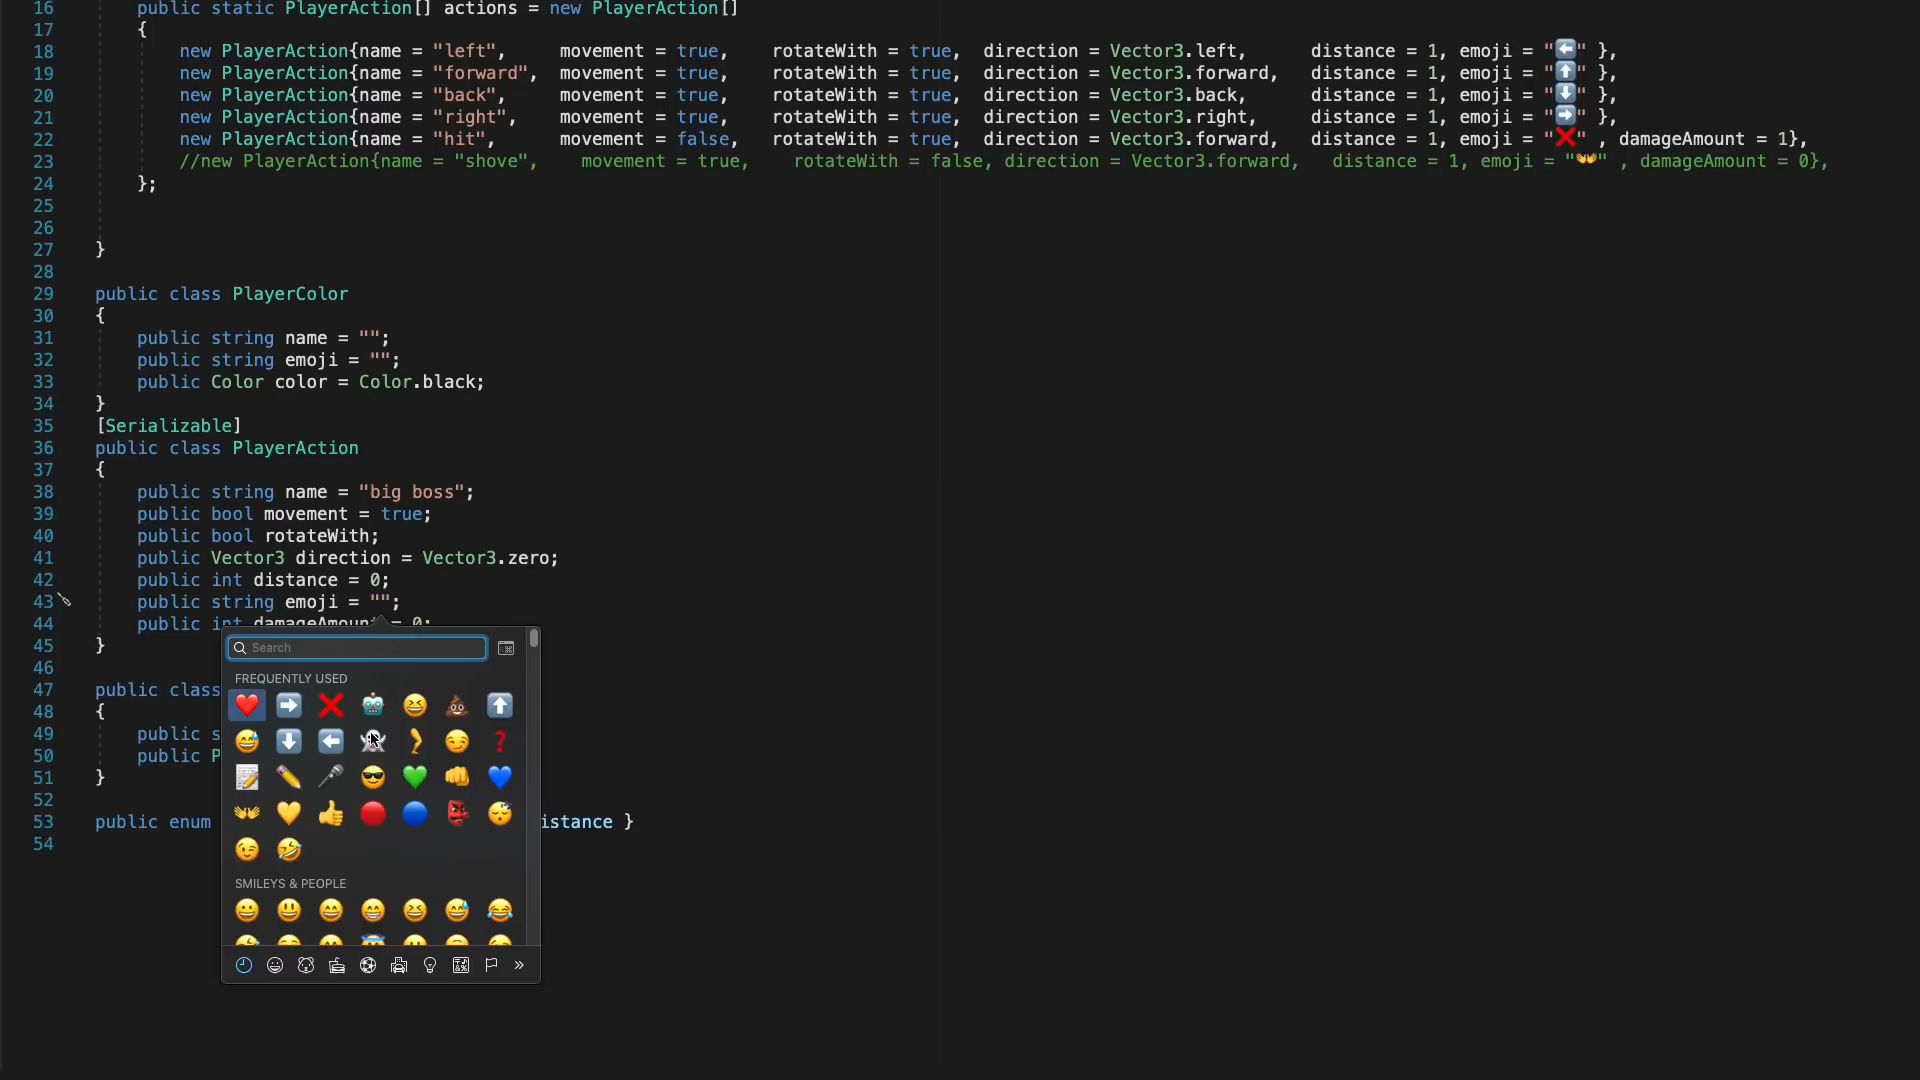 16 public static PlayerAction[] actions = new PlayerAction[]
17 {
18 new PlayerAction{name = "left", movement = true, rotateWith = true, direction = Vector3.left, distance = 1, emoji = "⬅️" },
19 new PlayerAction{name = "forward", movement = true, rotateWith = true, direction = Vector3.forward, distance = 1, emoji = "⬆️" },
20 new PlayerAction{name = "back", movement = true, rotateWith = true, direction = Vector3.back, distance = 1, emoji = "⬇️" },
21 new PlayerAction{name = "right", movement = true, rotateWith = true, direction = Vector3.right, distance = 1, emoji = "➡️" },
22 new PlayerAction{name = "hit", movement = false, rotateWith = true, direction = Vector3.forward, distance = 1, emoji = "❌" , damageAmount = 1},
23 //new PlayerAction{name = "shove", movement = true, rotateWith = false, direction = Vector3.forward, distance = 1, emoji = "👐" , damageAmount = 0},
24 };
25
26
27 }
28
29 public class PlayerColor
30 {
31 public string name = "";
32 public string emoji = "";
33 public Color color = Color.black;
34 }
35 [Serializable]
36 public class PlayerAction
37 {
38 public string name = "big boss";
39 public bool movement = true;
40 public bool rotateWith;
41 public Vector3 direction = Vector3.zero;
42 public int distance = 0;
43 public string emoji = "";
44 public int damageAmount = 0;
45 }
46
47 public class
48 {
49 public s
50 public P
51 }
52
53 public enum istance }
54
Search
FREQUENTLY USED
SMILEYS & PEOPLE